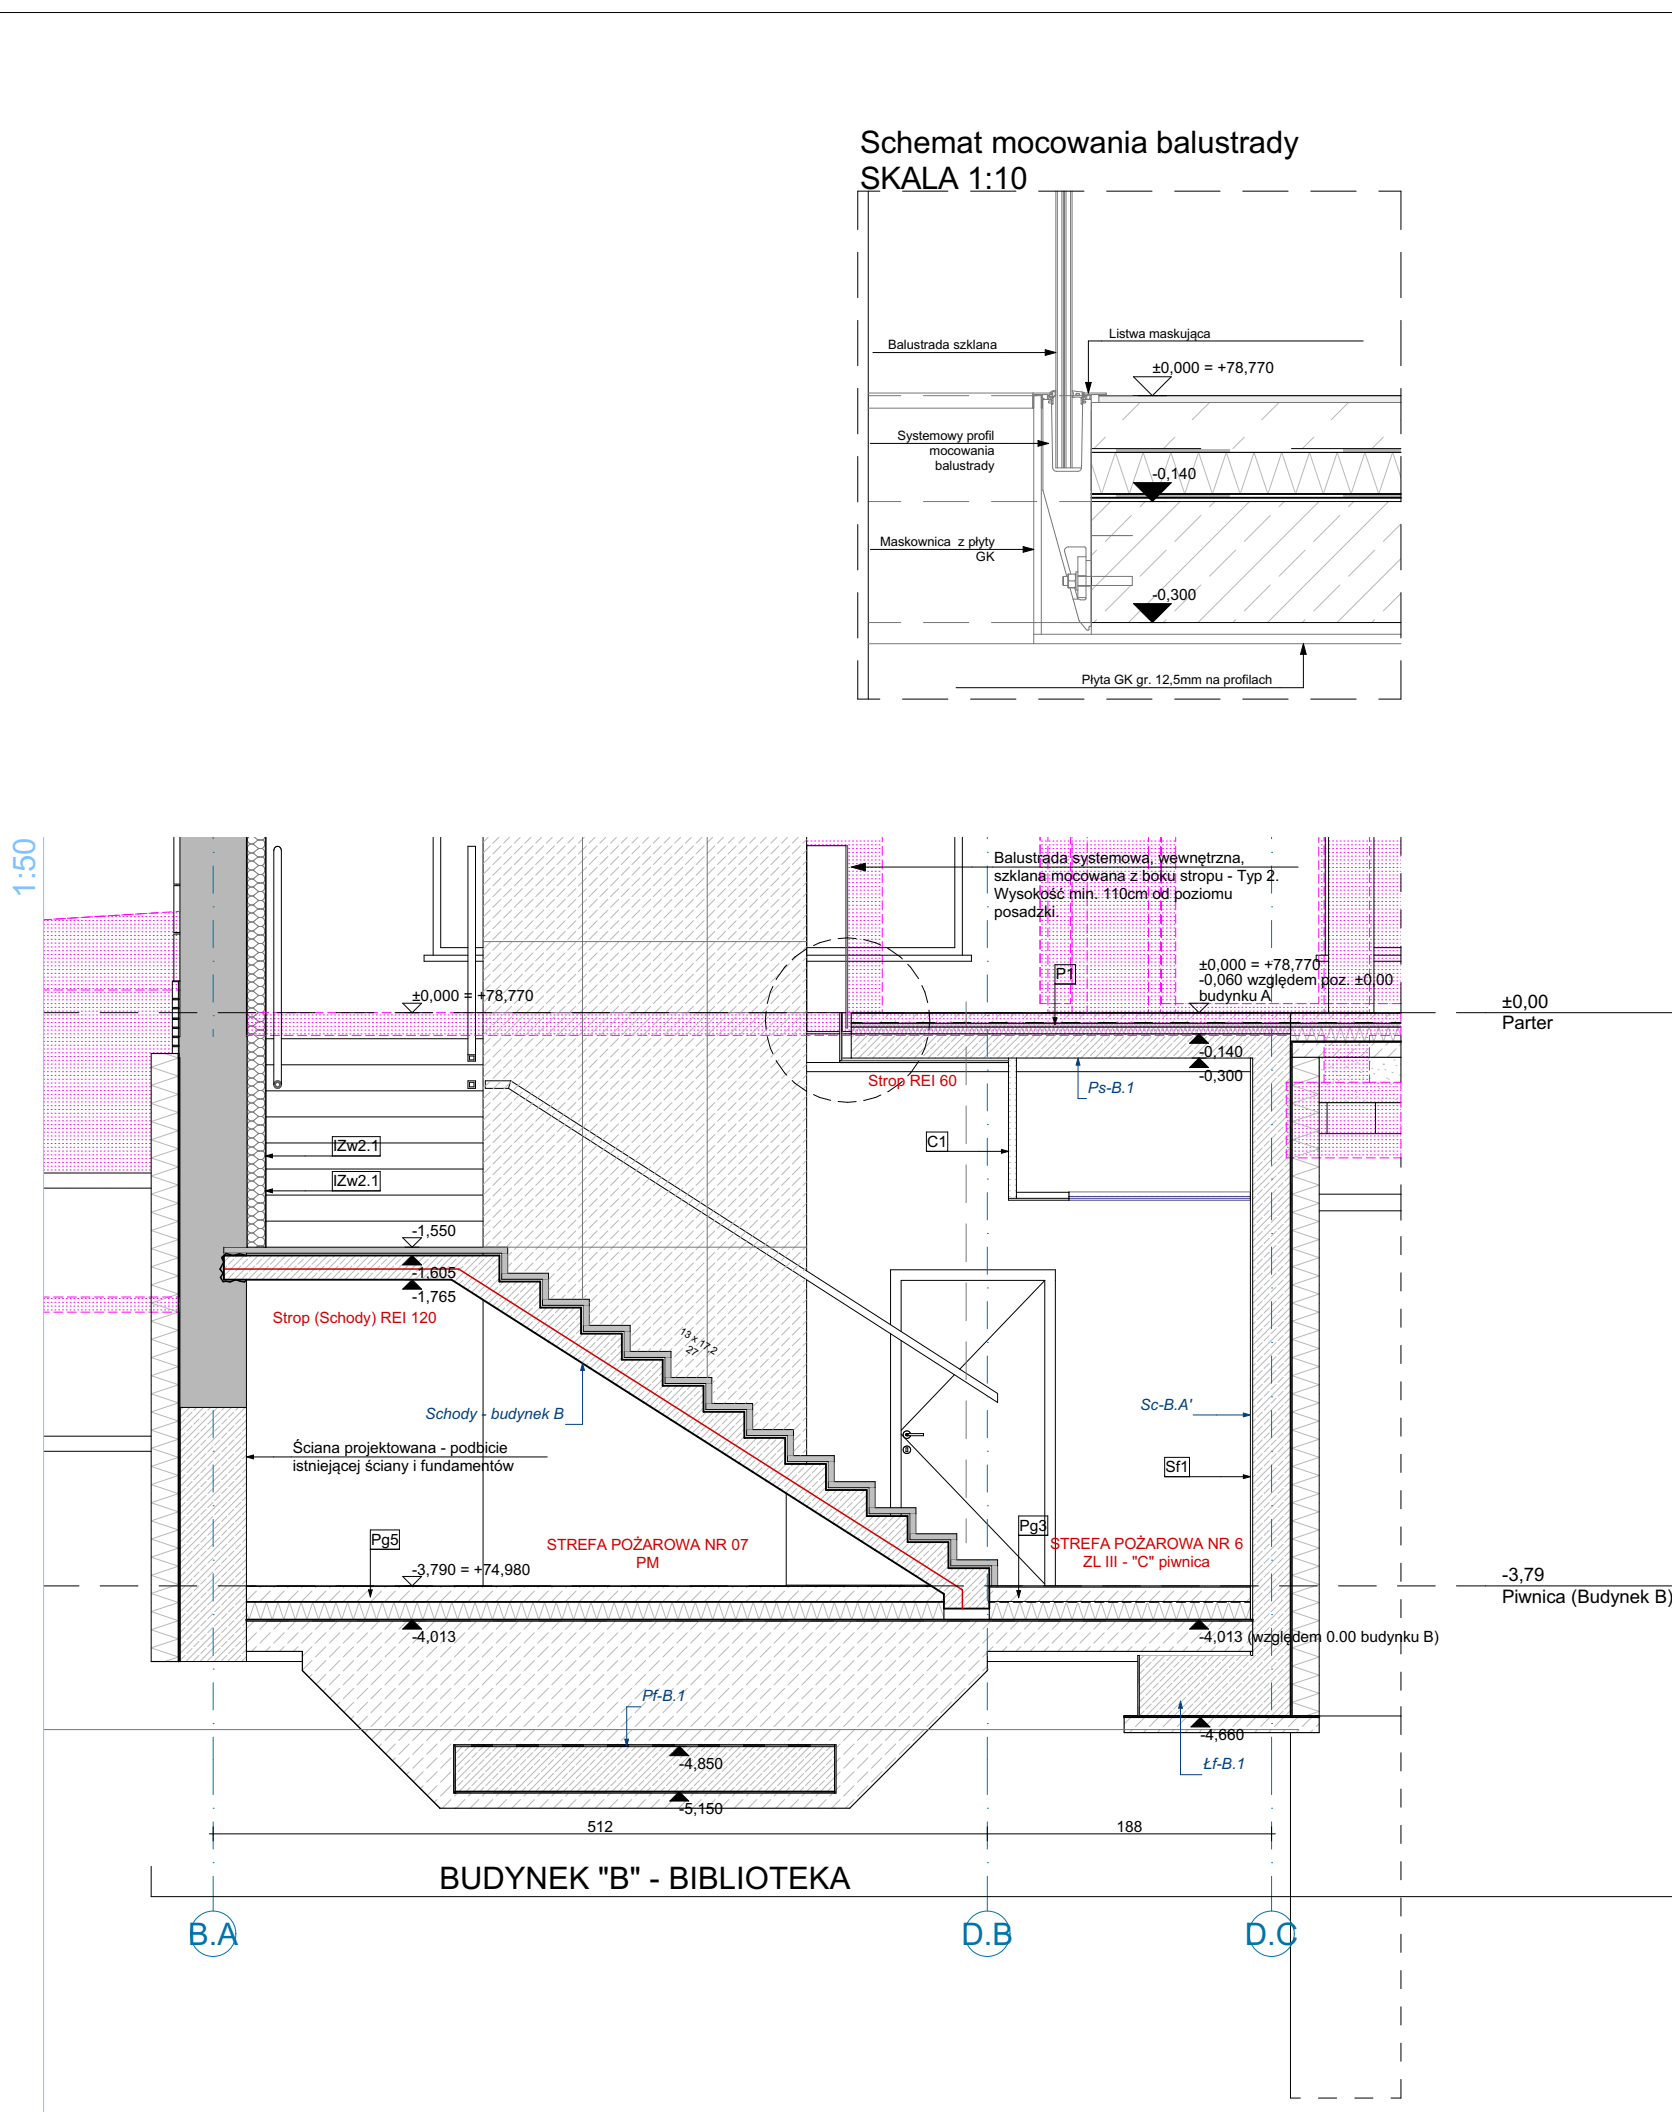 Schemat mocowania balustrady
SKALA 1:10
Balustrada szklana
Listwa maskująca
±0,000 = +78,770
Systemowy profil
mocowania
balustrady
-0,140
Maskownica z płyty
GK
-0,300
Płyta GK gr. 12,5mm na profilach
1:50
Balustrada systemowa, wewnętrzna,
szklana mocowana z boku stropu - Typ 2.
Wysokość min. 110cm od poziomu
posadzki.
P1
±0,000 = +78,770
-0,060 względem poz. ±0,00
budynku A
±0,000 = +78,770
±0,00
Parter
-0,140
-0,300
Strop REI 60
Ps-B.1
C1
IZw2.1
IZw2.1
-1,550
-1,605
-1,765
Strop (Schody) REI 120
13 x 17,2
27
Schody - budynek B
Sc-B.A'
Ściana projektowana - podbicie
istniejącej ściany i fundamentów
Sf1
Pg5
Pg3
STREFA POŻAROWA NR 07
PM
STREFA POŻAROWA NR 6
ZL III - "C" piwnica
-3,790 = +74,980
-3,79
Piwnica (Budynek B)
-4,013
-4,013 (względem 0.00 budynku B)
Pf-B.1
-4,660
-4,850
Łf-B.1
-5,150
512
188
BUDYNEK "B" - BIBLIOTEKA
B.A
D.B
D.C